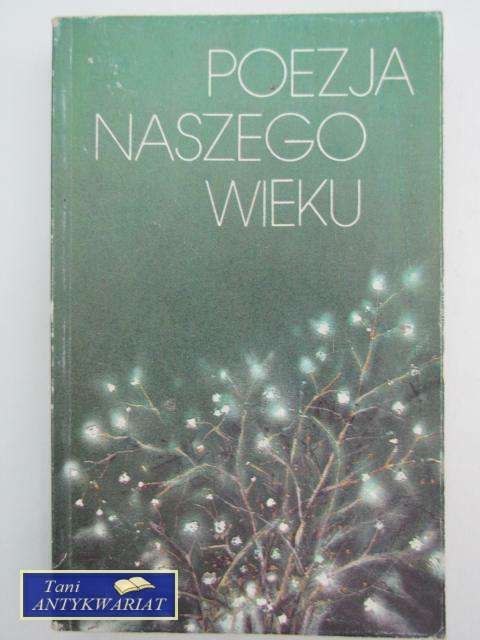 POEZJA
NASZEGO
WIEKU
Tani
ANTYKWARIAT